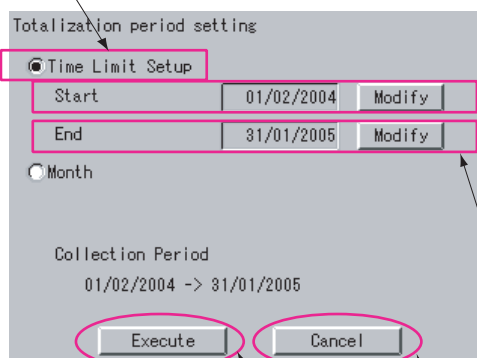 Totalization period setting
Time Limit Setup
Start 01/02/2004 Modify
End 31/01/2005 Modify
Month
Collection Period
01/02/2004 -> 31/01/2005
Execute Cancel